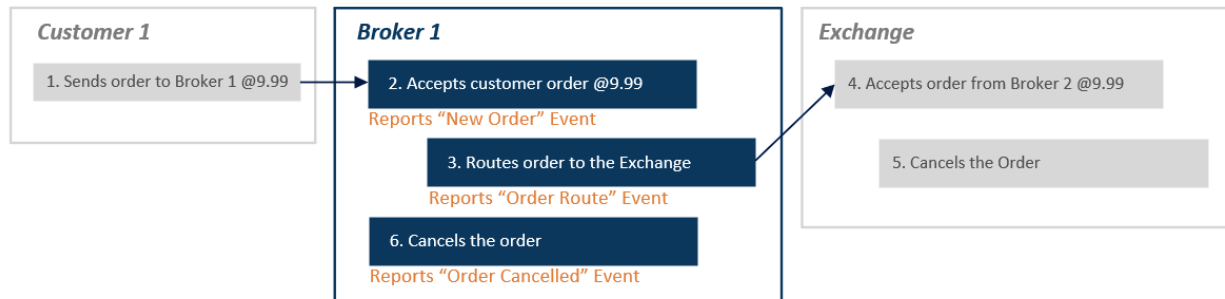 Customer 1
1. Sends order to Broker 1 @9.99
Broker 1
2. Accepts customer order @9.99
Reports “New Order” Event
3. Routes order to the Exchange
Reports “Order Route” Event
6. Cancels the order
Reports “Order Cancelled” Event
Exchange
4. Accepts order from Broker 2 @9.99
5. Cancels the Order